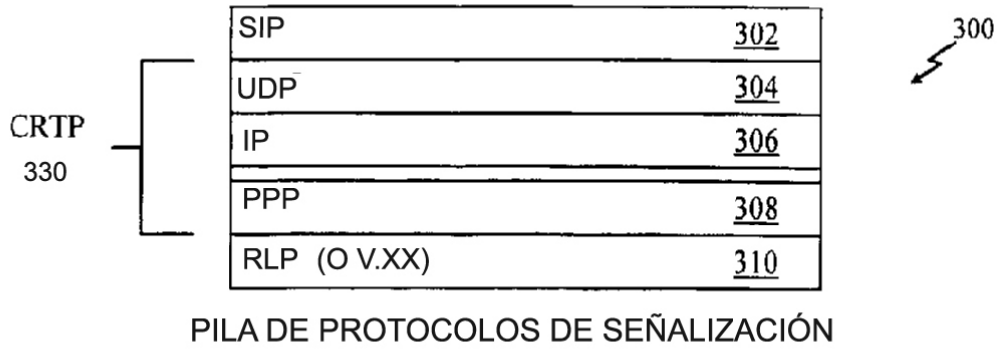 SIP 302
300
UDP 304
CRTP
330
IP 306
PPP 308
RLP (O V.XX) 310
PILA DE PROTOCOLOS DE SEÑALIZACIÓN